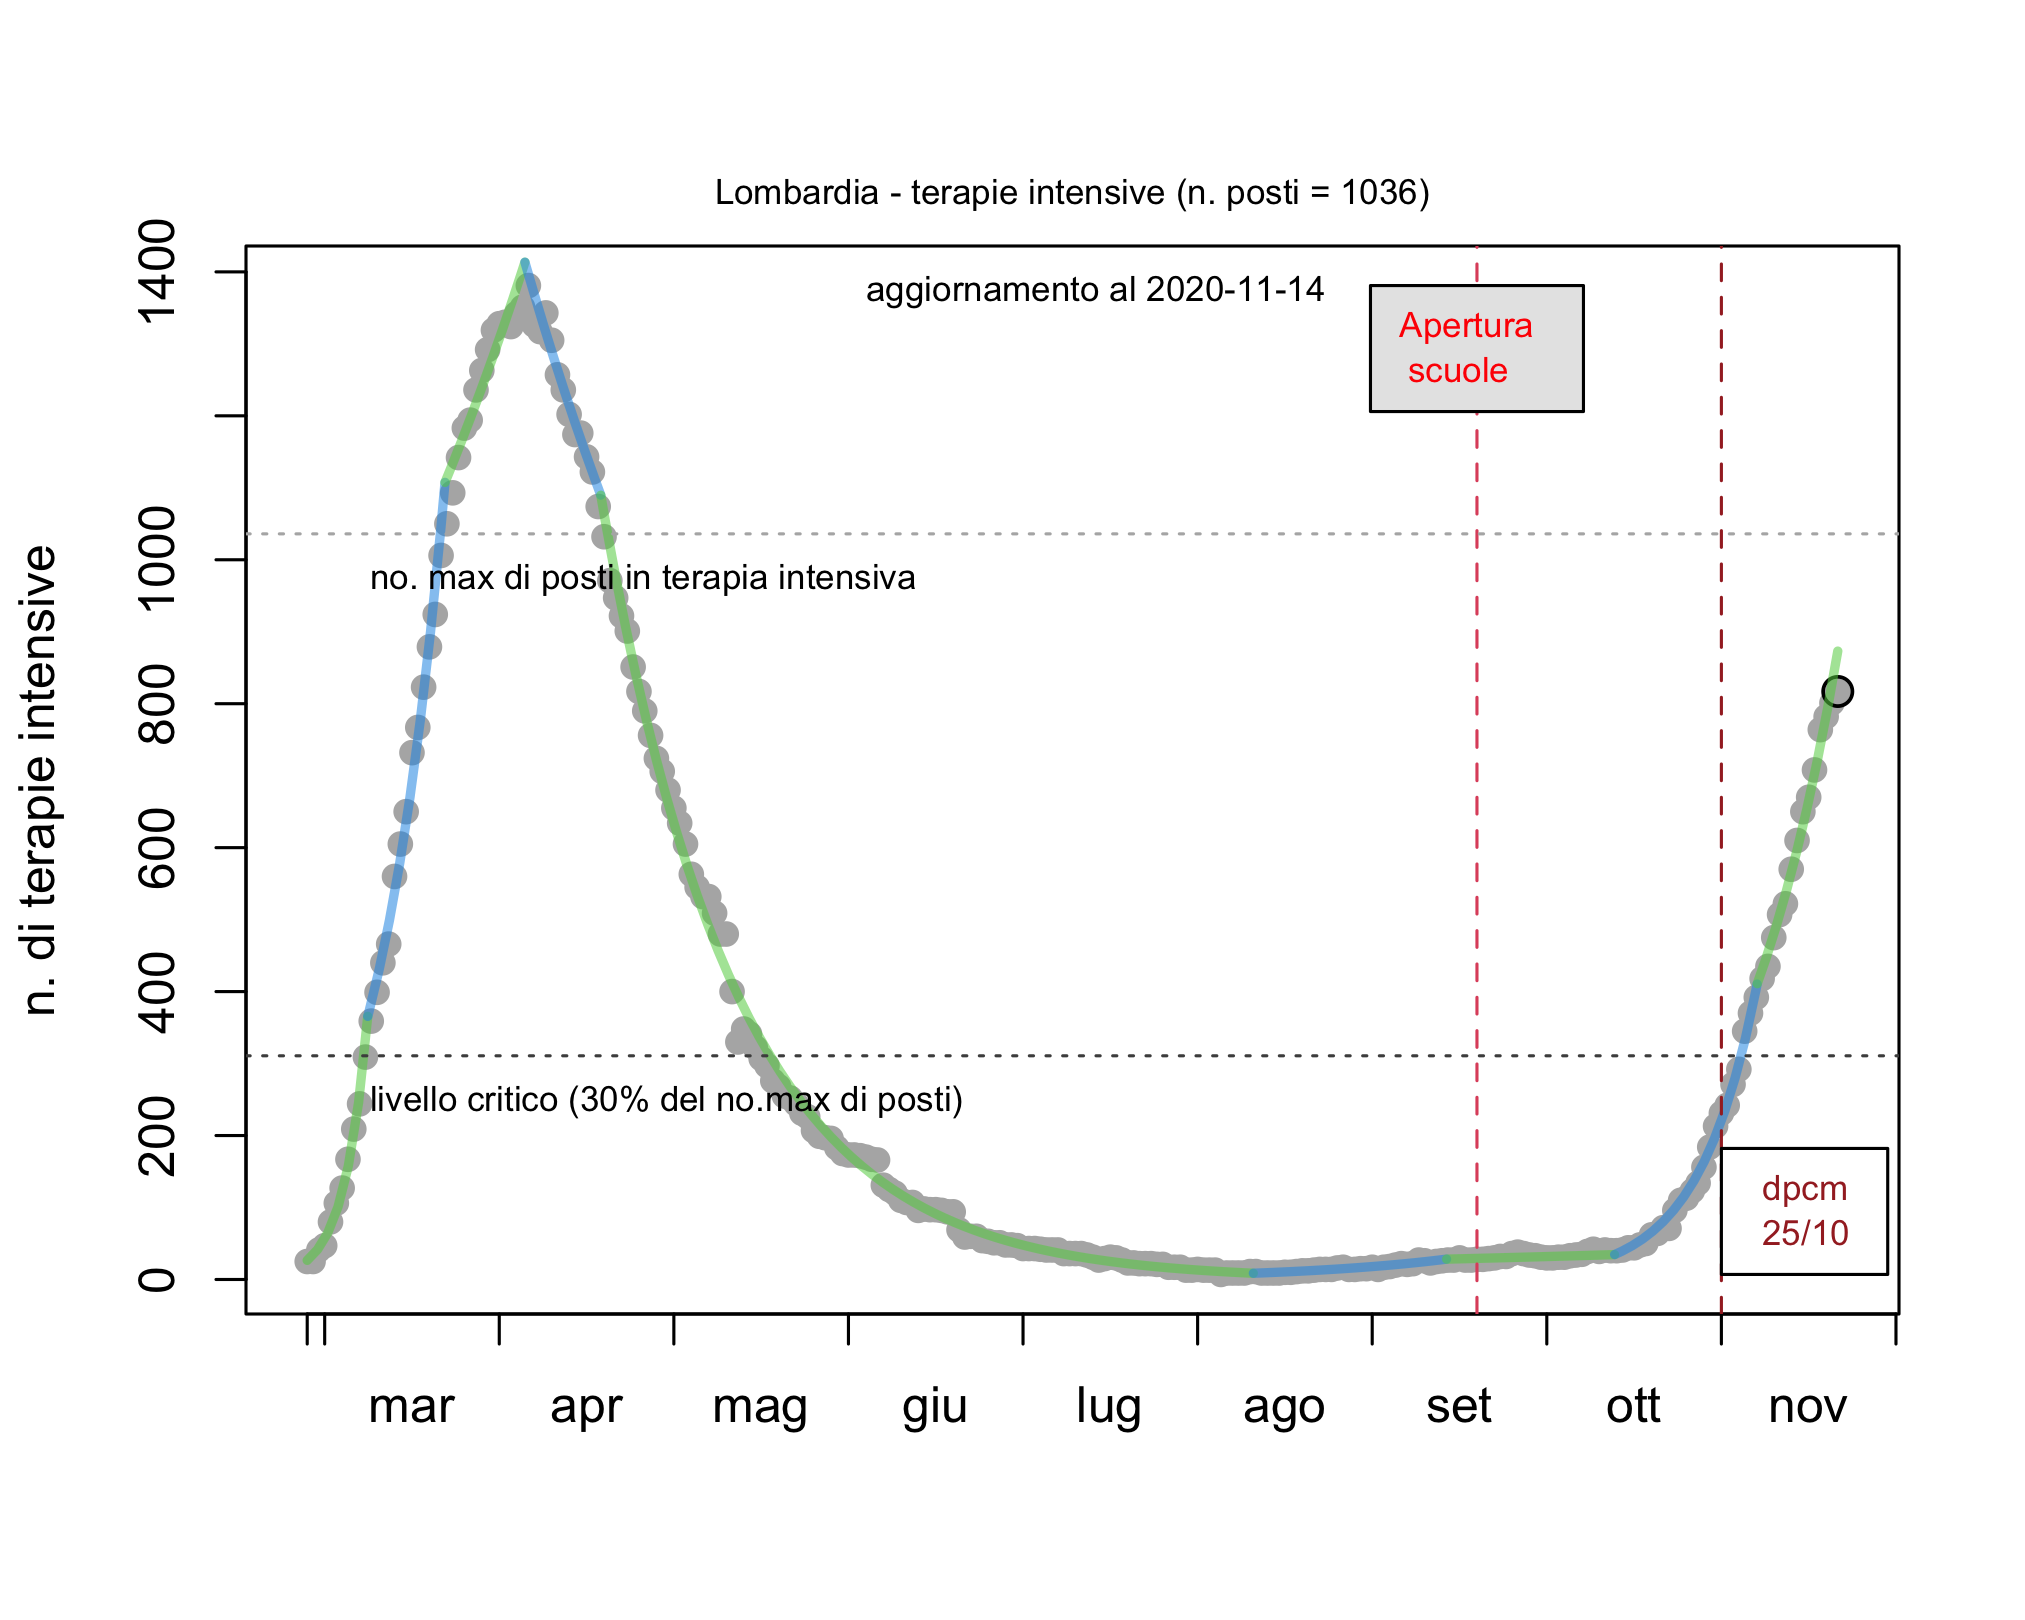 Lombardia - terapie intensive (n. posti = 1036)
aggiornamento al 2020-11-14
Apertura
scuole
no. max di posti in terapia intensiva
livello critico (30% del no.max di posti)
dpcm
25/10
n. di terapie intensive
1400
1000
800
600
400
200
0
mar apr mag giu lug ago set ott nov